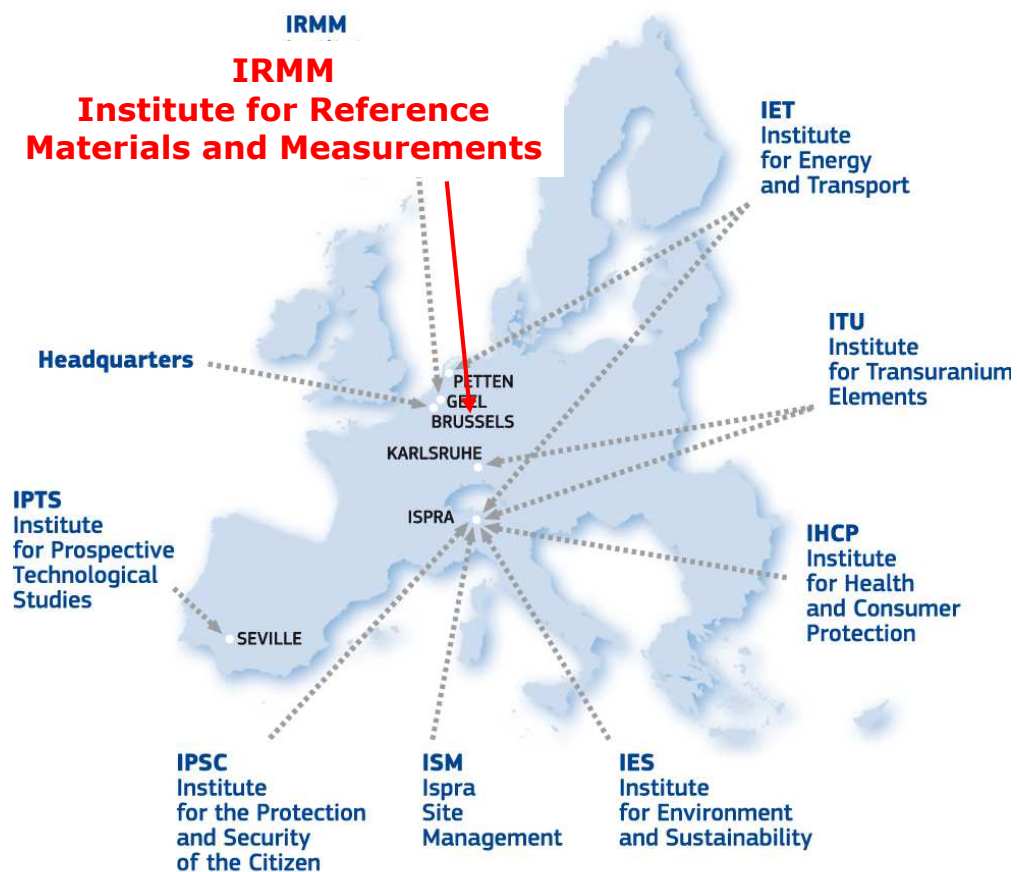 IRMM
IRMM
Institute for Reference
Materials and Measurements
IET
Institute
for Energy
and Transport
ITU
Institute
for Transuranium
Elements
Headquarters
PETTEN
GEEL
BRUSSELS
KARLSRUHE
ISPRA
IPTS
Institute
for Prospective
Technological
Studies
SEVILLE
IHCP
Institute
for Health
and Consumer
Protection
IPSC
Institute
for the Protection
and Security
of the Citizen
ISM
Ispra
Site
Management
IES
Institute
for Environment
and Sustainability